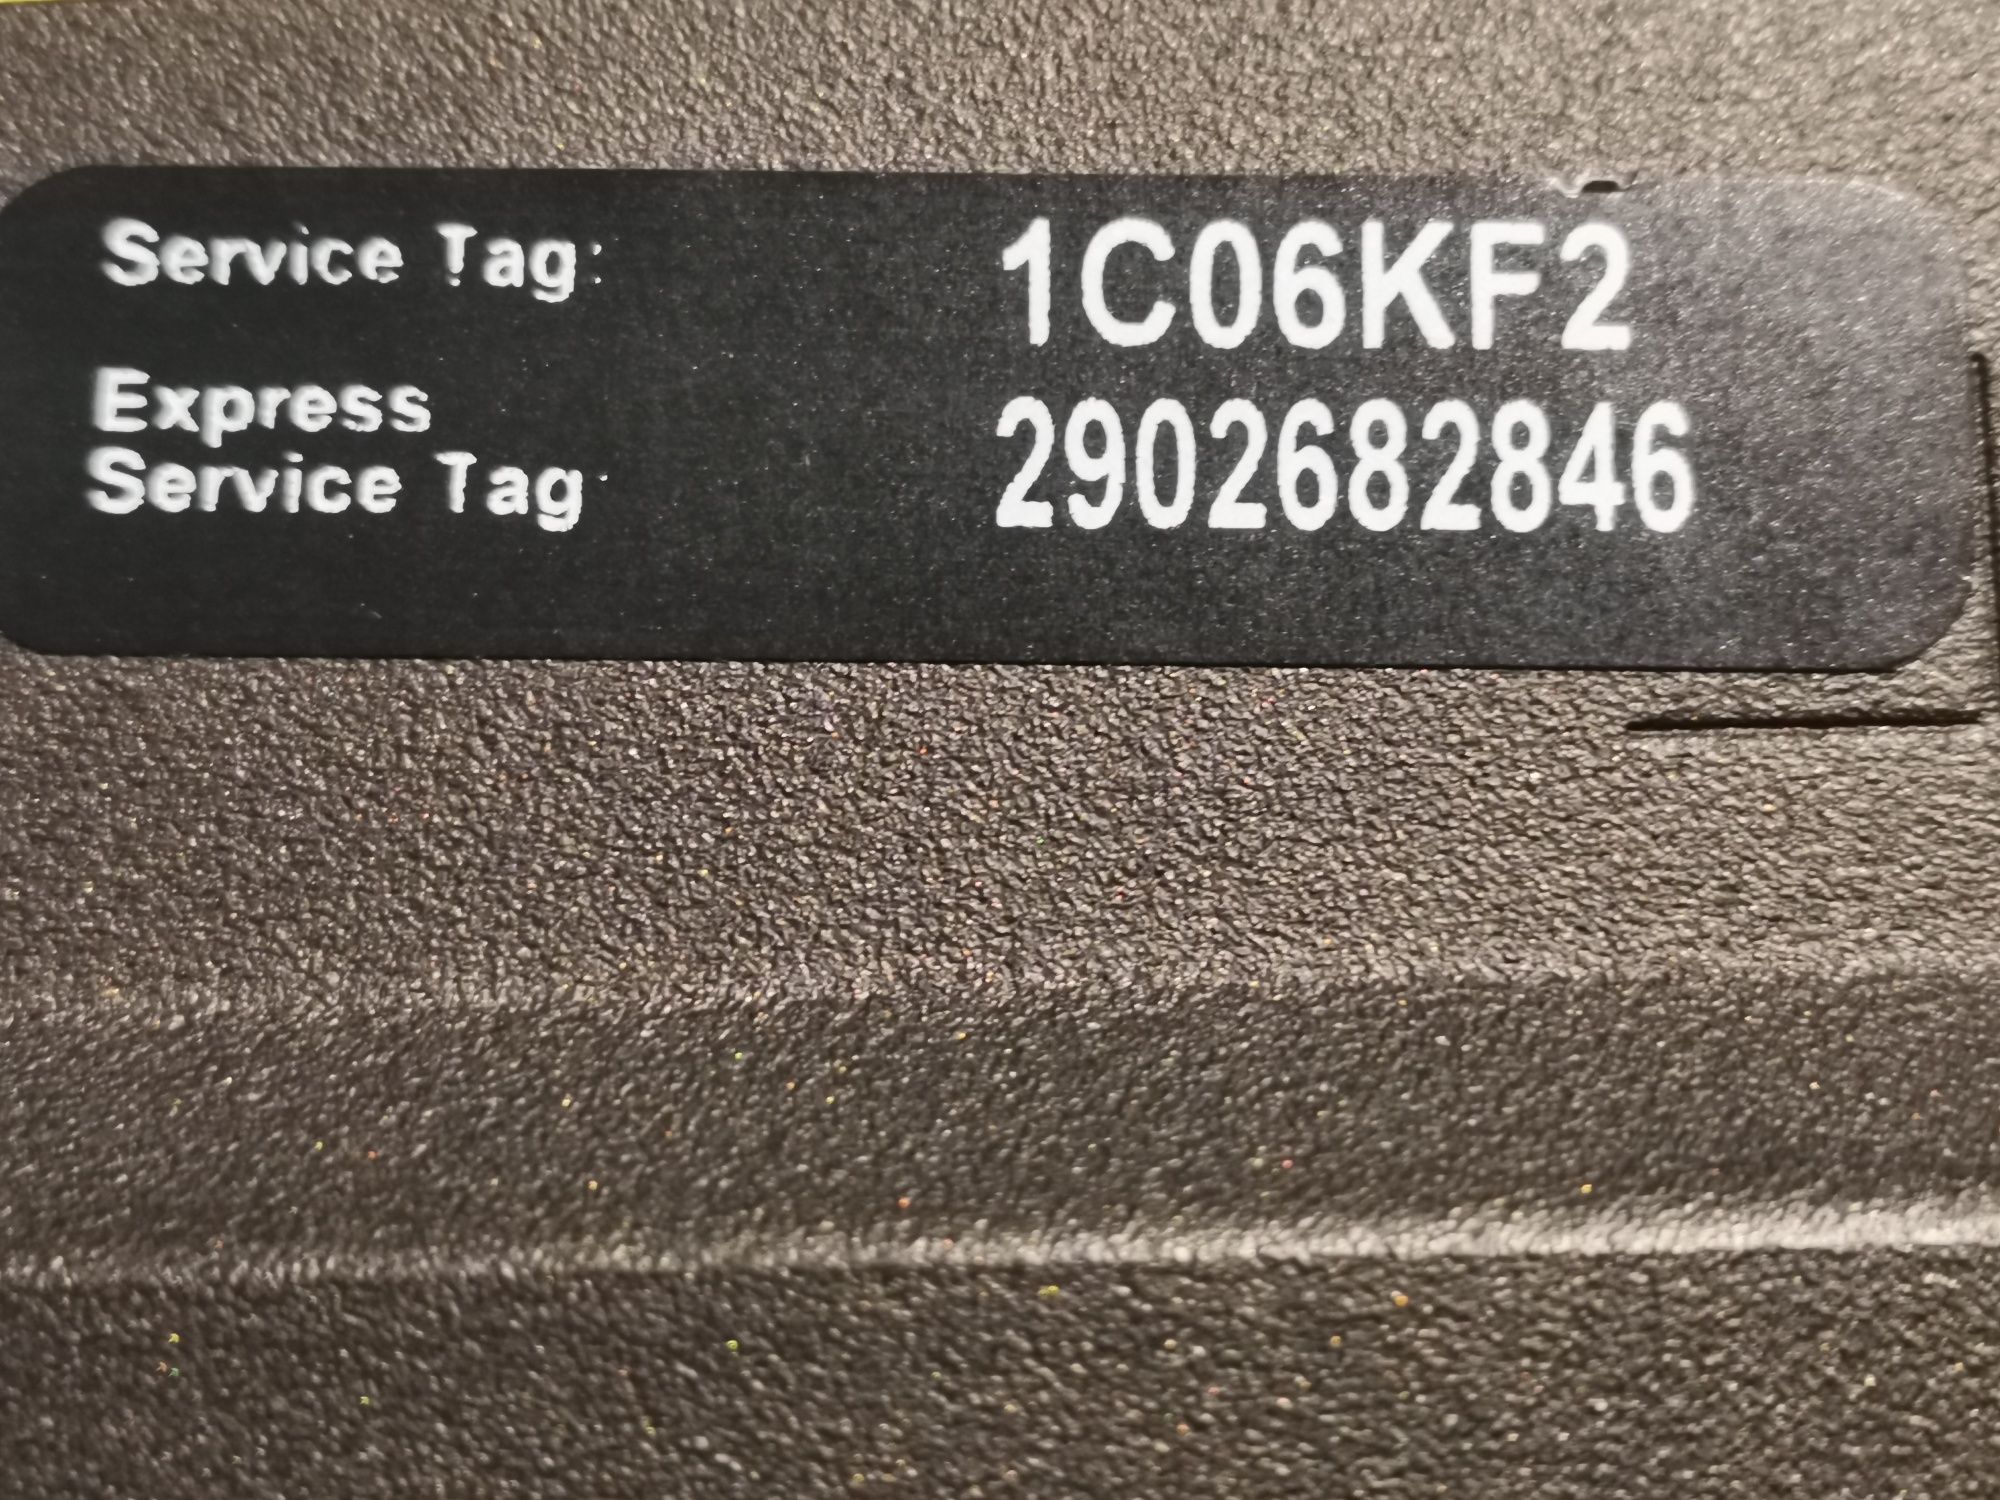 Service Tag: 1C06KF2
Express
Service Tag: 2902682846